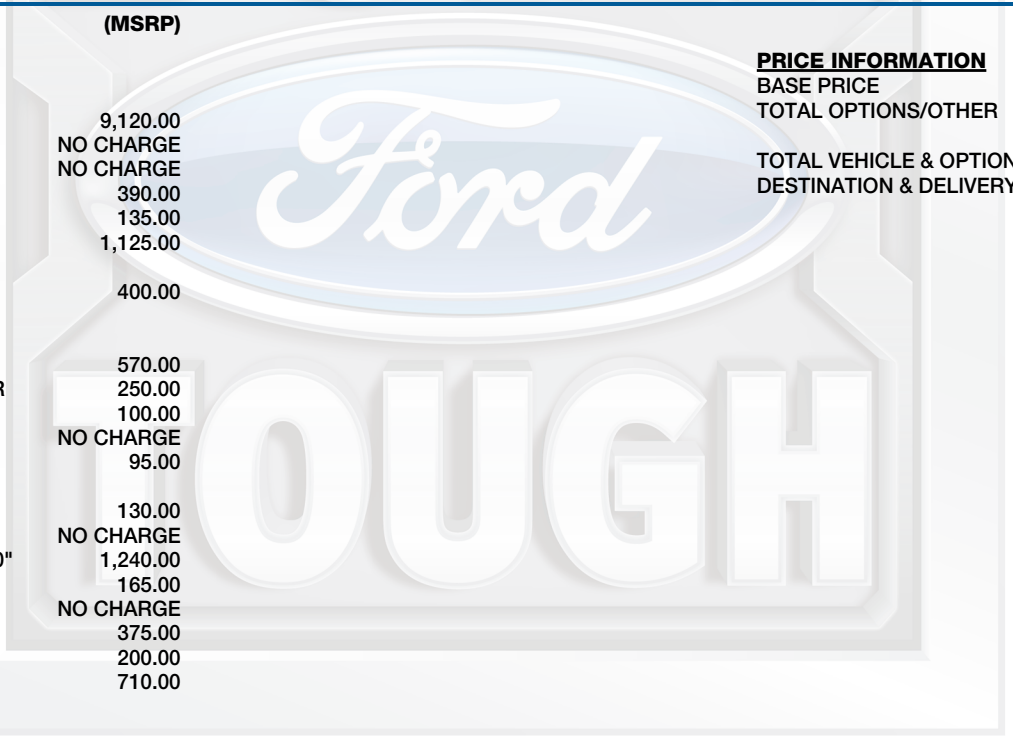 (MSRP)
9,120.00
NO CHARGE
NO CHARGE
390.00
135.00
1,125.00
400.00
570.00
R 250.00
100.00
NO CHARGE
95.00
130.00
NO CHARGE
0" 1,240.00
165.00
NO CHARGE
375.00
200.00
710.00
PRICE INFORMATION
BASE PRICE
TOTAL OPTIONS/OTHER
TOTAL VEHICLE & OPTION
DESTINATION & DELIVERY
Ford
TOUGH